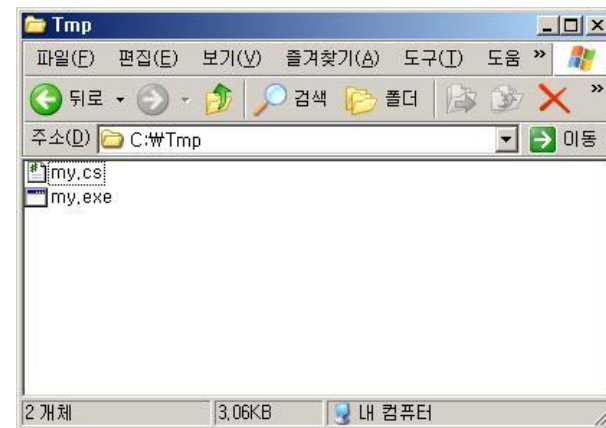 Tmp
파일(F) 편집(E) 보기(V) 즐겨찾기(A) 도구(T) 도움 »
뒤로 검색 폴더 »
주소(D) C:₩Tmp 이동
my.cs
my.exe
2 개체 3,06KB 내 컴퓨터